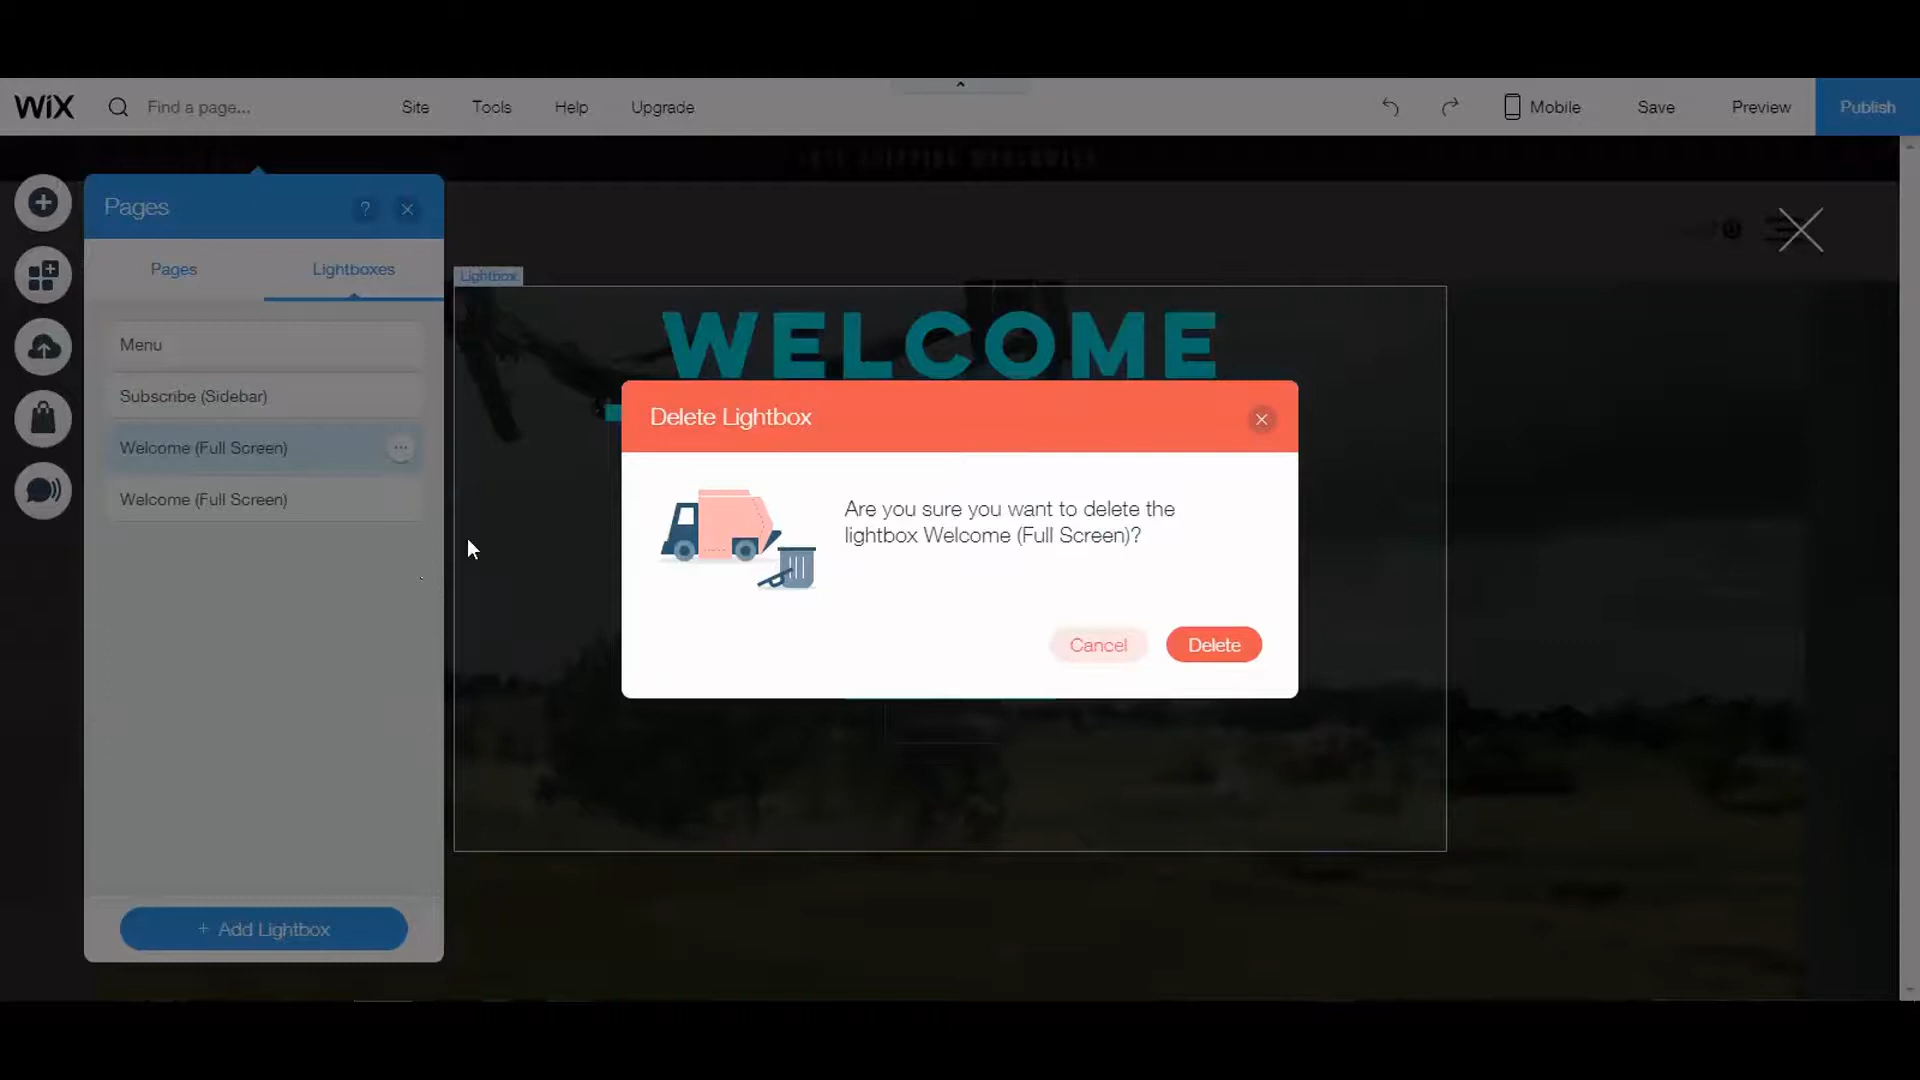 WiX
Find a page...
Site
Tools
Help
Upgrade
Mobile
Save
Preview
Publish
Pages
?
Pages
Lightboxes
Menu
Subscribe (Sidebar)
Welcome (Full Screen)
Welcome (Full Screen)
+ Add Lightbox
Lightbox
WELCOME
Delete Lightbox
Are you sure you want to delete the
lightbox Welcome (Full Screen)?
Cancel
Delete